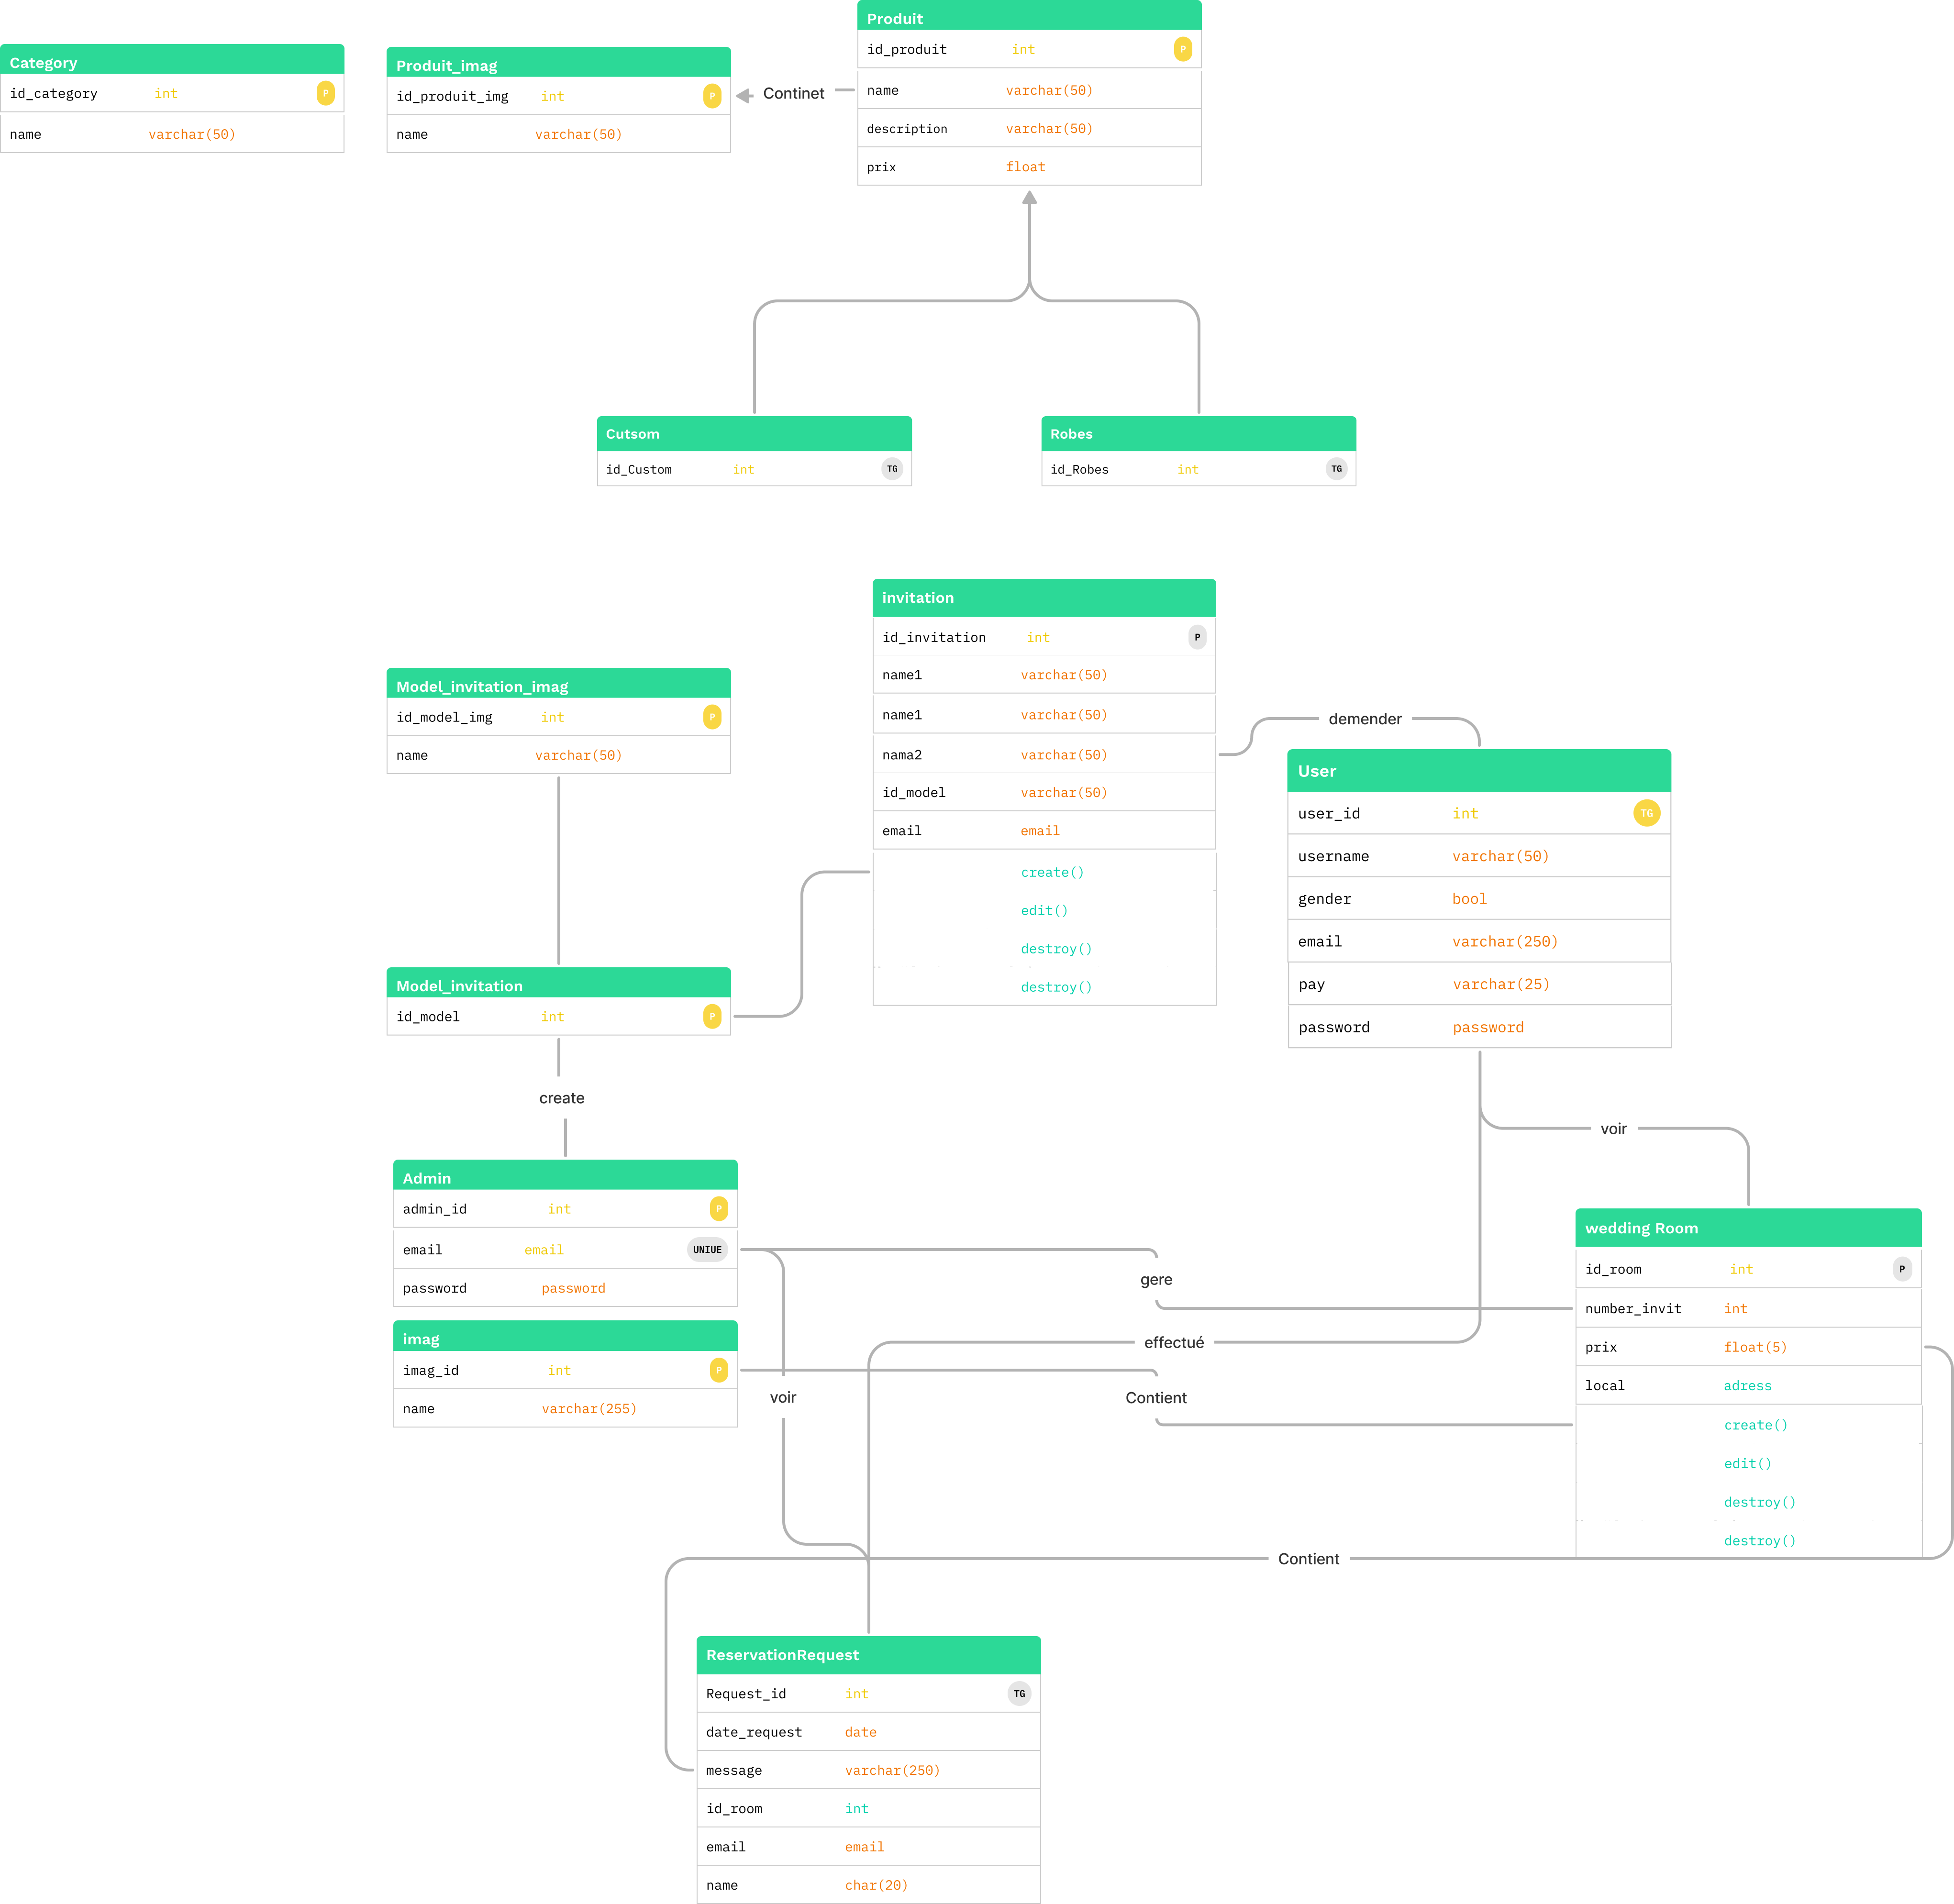 Produit
id_produit int P
name varchar(50)
description varchar(50)
prix float
Category
id_category int P
name varchar(50)
Produit_imag
id_produit_img int P
name varchar(50)
Continet
Cutsom
id_Custom int TG
Robes
id_Robes int TG
invitation
id_invitation int P
name1 varchar(50)
name1 varchar(50)
nama2 varchar(50)
id_model varchar(50)
email email
create()
edit()
destroy()
destroy()
Model_invitation_imag
id_model_img int P
name varchar(50)
demender
User
user_id int TG
username varchar(50)
gender bool
email varchar(250)
pay varchar(25)
password password
Model_invitation
id_model int P
create
voir
Admin
admin_id int P
email email UNIUE
password password
gere
wedding Room
id_room int P
number_invit int
prix float(5)
local adress
create()
edit()
destroy()
destroy()
effectué
imag
imag_id int P
name varchar(255)
voir
Contient
Contient
ReservationRequest
Request_id int TG
date_request date
message varchar(250)
id_room int
email email
name char(20)